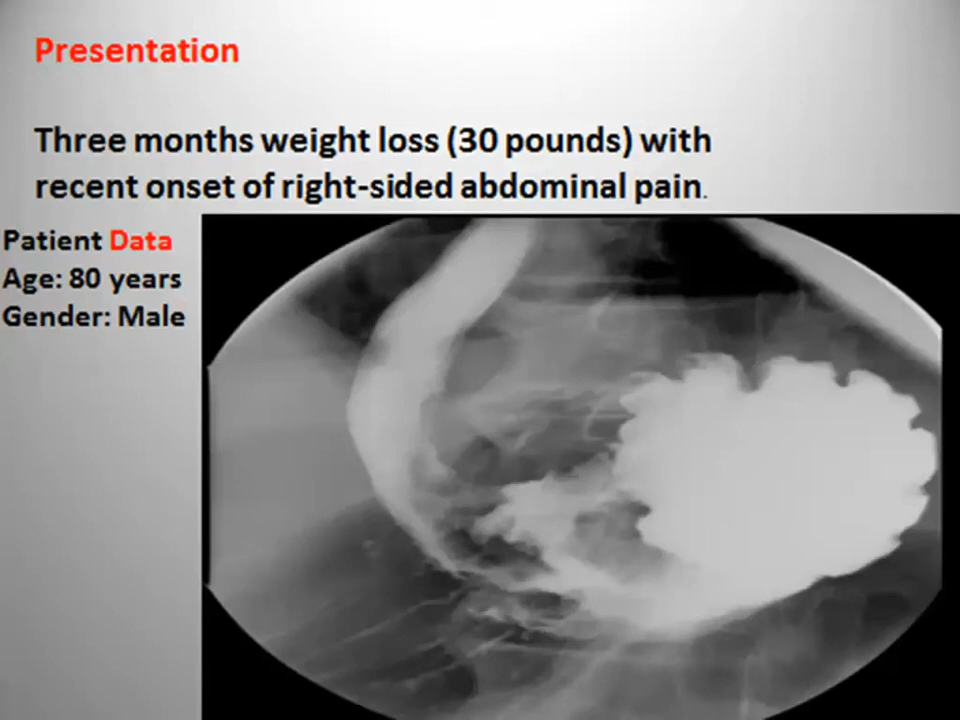 Presentation
Three months weight loss (30 pounds) with
recent onset of right-sided abdominal pain.
Patient Data
Age: 80 years
Gender: Male